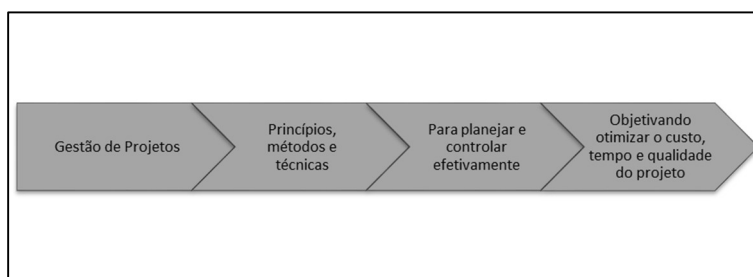 Gestão de Projetos
Princípios,
métodos e
técnicas
Para planejar e
controlar
efetivamente
Objetivando
otimizar o custo,
tempo e qualidade
do projeto